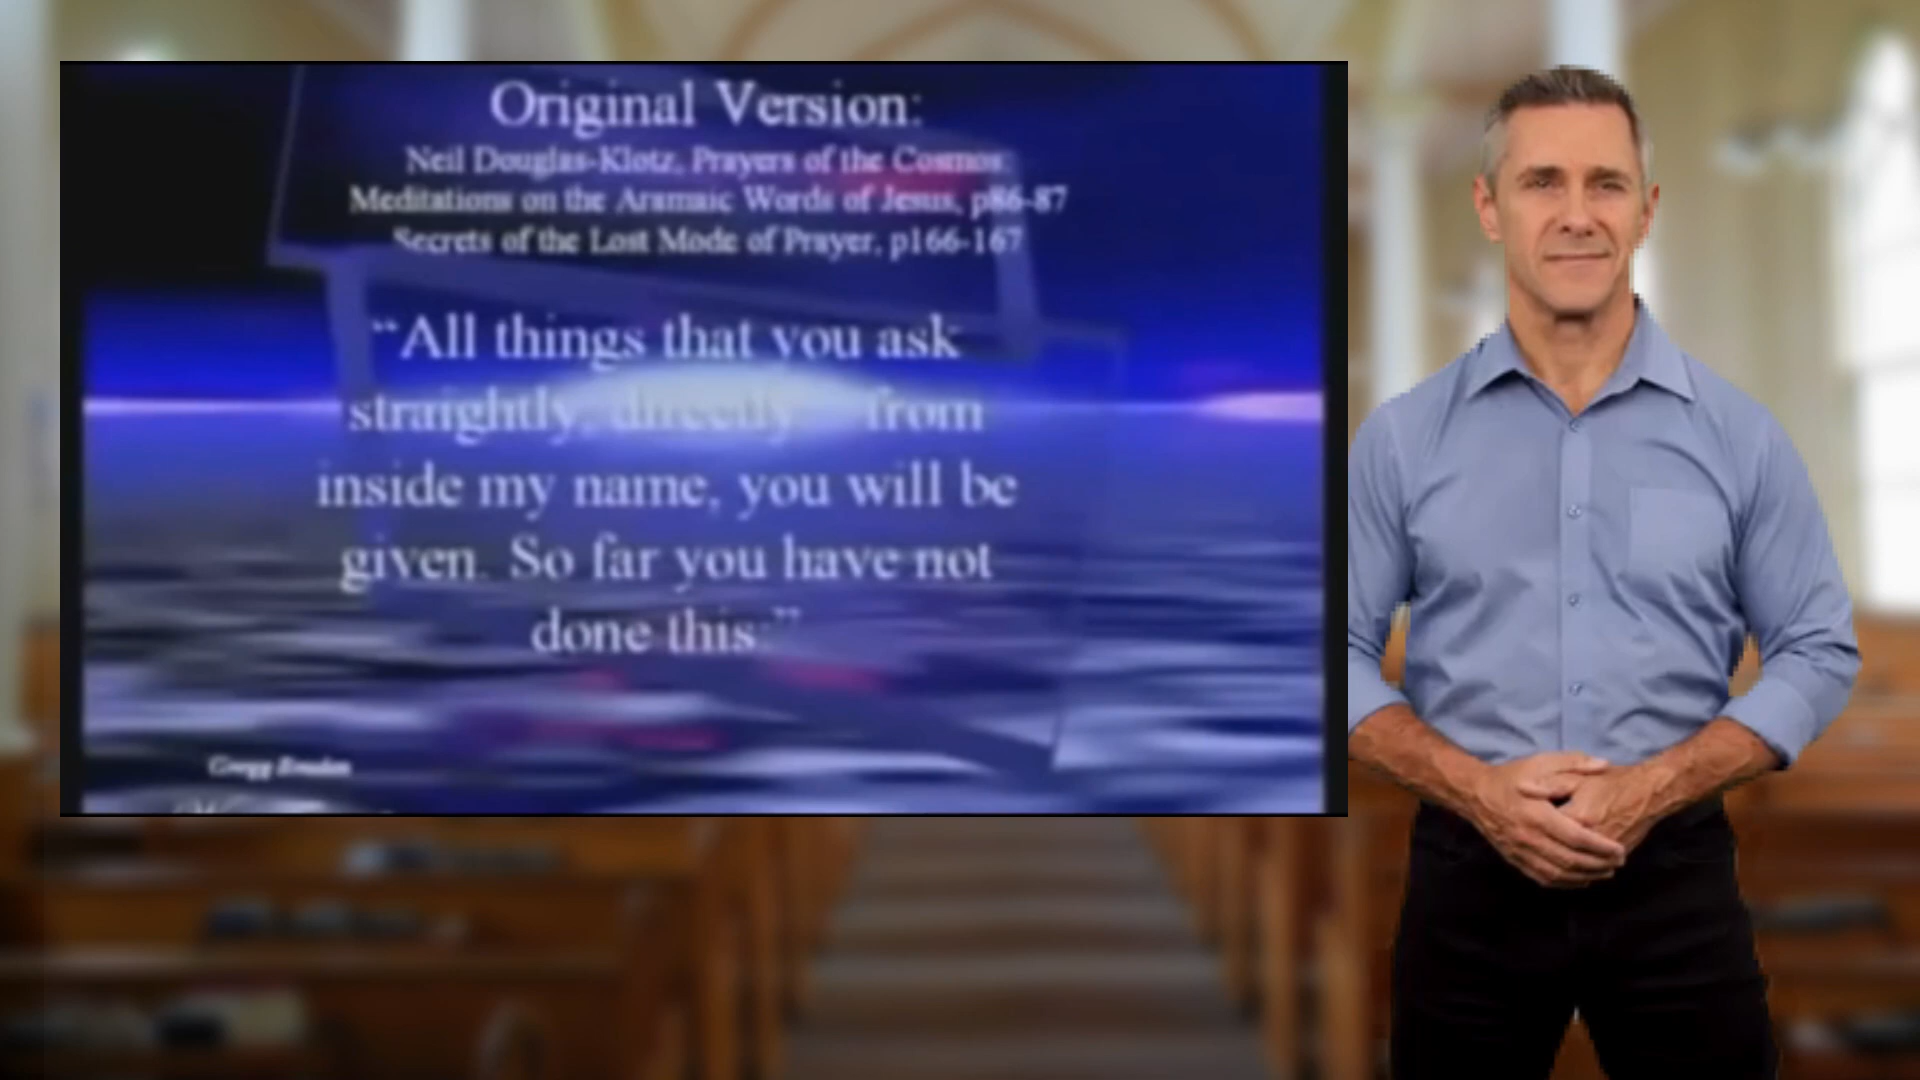 Original Version:
Neil Douglas-Klotz, Prayers of the Cosmos:
Meditations on the Aramaic Words of Jesus, p86-87
Secrets of the Lost Mode of Prayer, p166-167
“All things that you ask
straightly, directly from
inside my name, you will be
given. So far you have not
done this.”
Gregg Braden